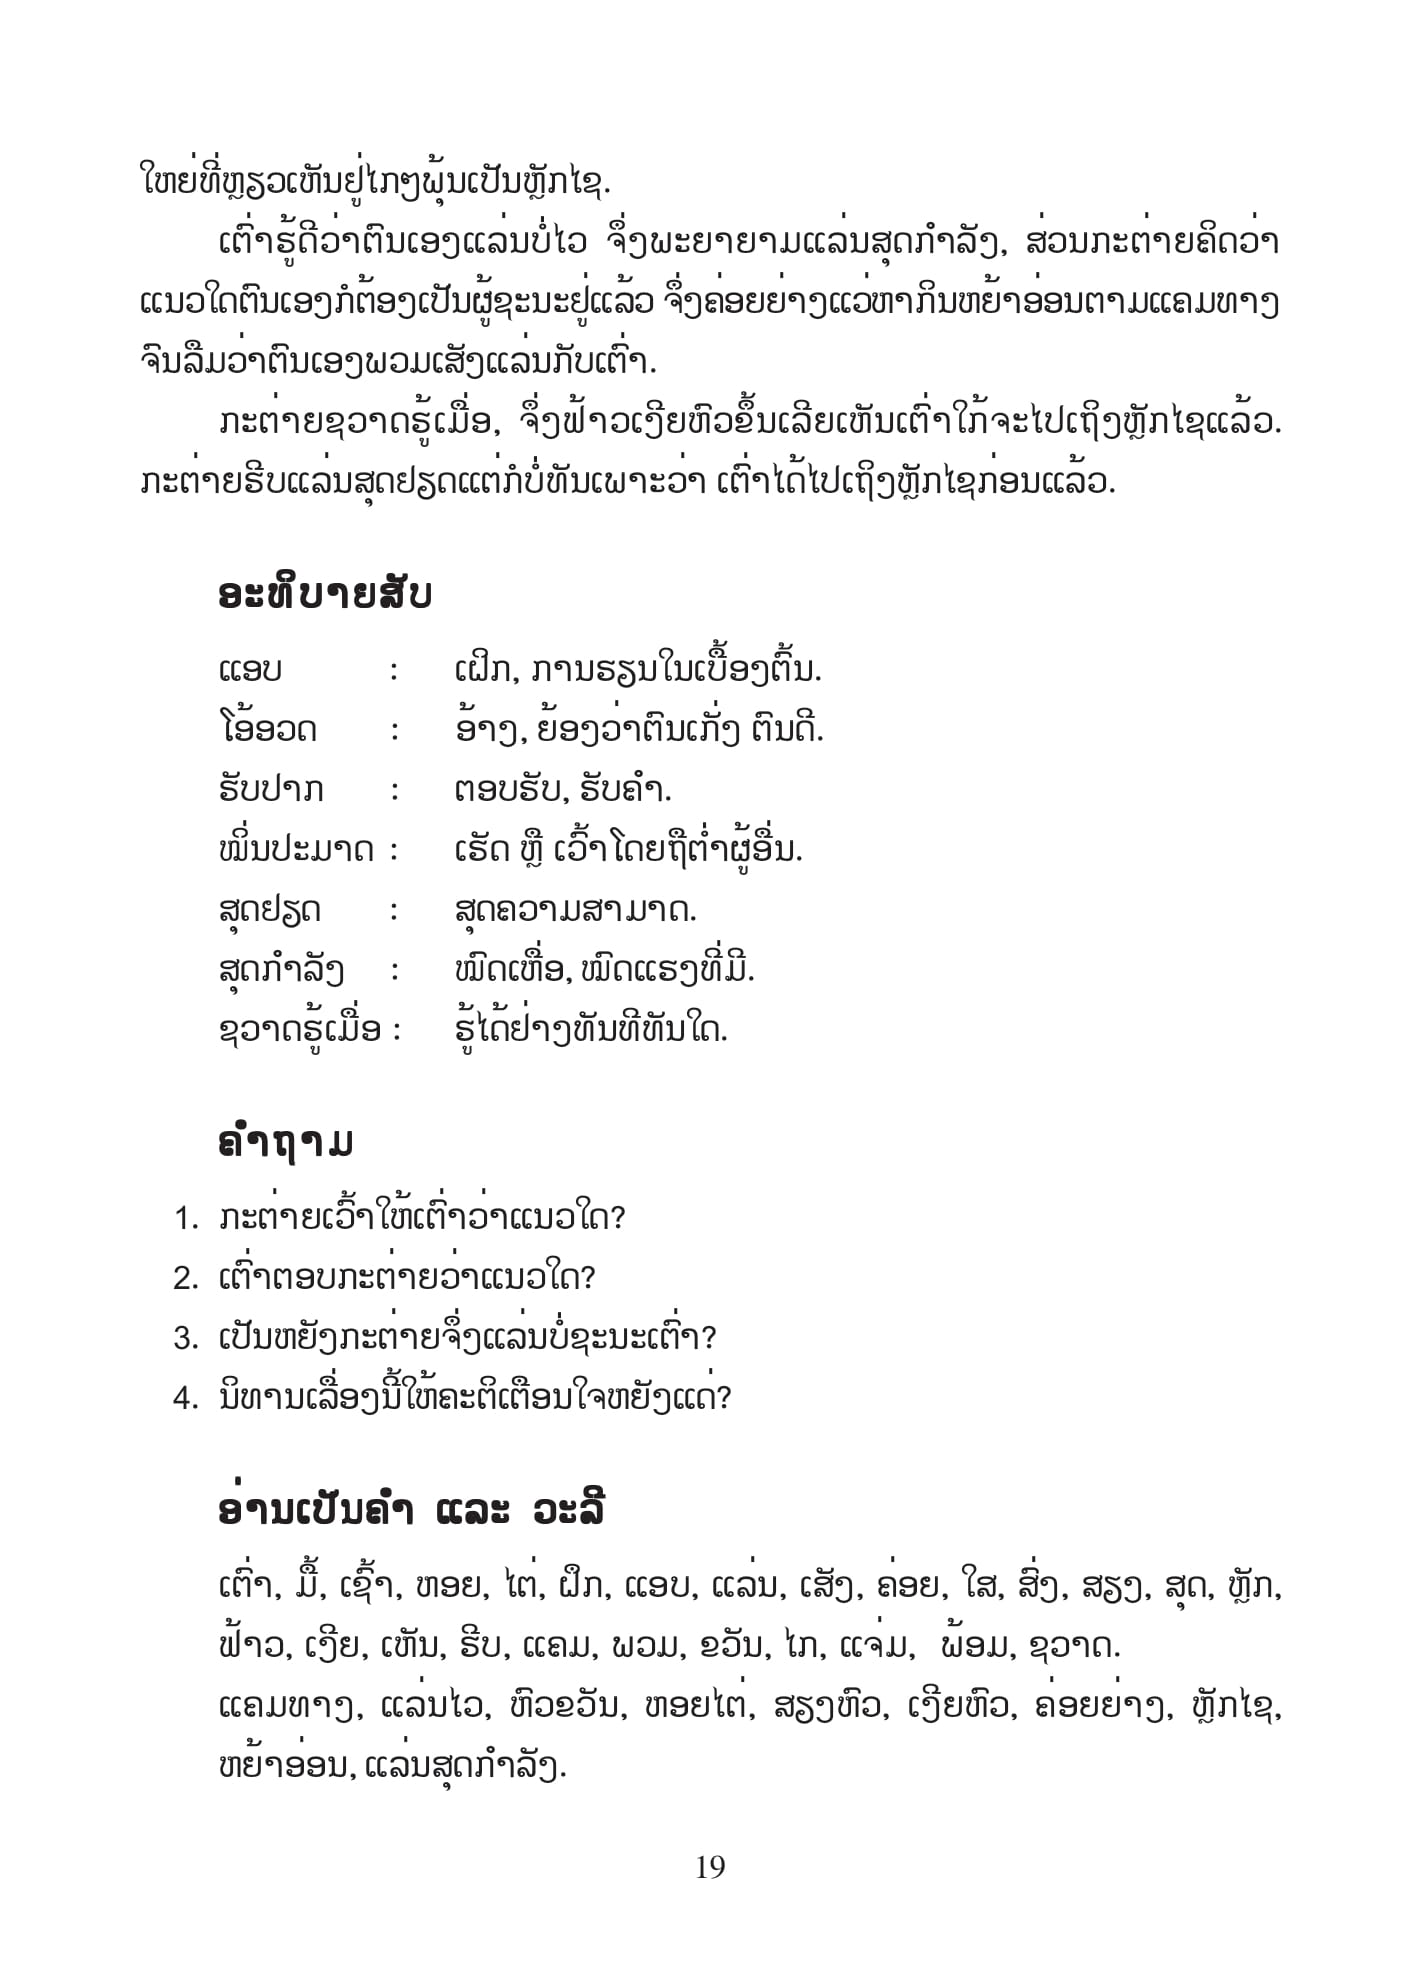 ໃຫຍ່ທີ່ຫຼຽວເຫັນຢູ່ໄກໆພຸ້ນເປັນຫຼັກໄຊ.
ເຕົ່າຮູ້ດີວ່າຕົນເອງແລ່ນບໍ່ໄວ ຈຶ່ງພະຍາຍາມແລ່ນສຸດກຳລັງ, ສ່ວນກະຕ່າຍຄິດວ່າ
ແນວໃດຕົນເອງກໍຕ້ອງເປັນຜູ້ຊະນະຢູ່ແລ້ວ ຈຶ່ງຄ່ອຍຍ່າງແວ່ຫາກິນຫຍ້າອ່ອນຕາມແຄມທາງ
ຈົນລືມວ່າຕົນເອງພວມເສັງແລ່ນກັບເຕົ່າ.
ກະຕ່າຍຊວາດຮູ້ເມື່ອ, ຈຶ່ງຟ້າວເງີຍຫົວຂຶ້ນເລີຍເຫັນເຕົ່າໃກ້ຈະໄປເຖິງຫຼັກໄຊແລ້ວ.
ກະຕ່າຍຮີບແລ່ນສຸດຢຽດແຕ່ກໍບໍ່ທັນເພາະວ່າ ເຕົ່າໄດ້ໄປເຖິງຫຼັກໄຊກ່ອນແລ້ວ.
ອະທິບາຍສັບ
ແອບ : ເຝິກ, ການຮຽນໃນເບື້ອງຕົ້ນ.
ໂອ້ອວດ : ອ້າງ, ຍ້ອງວ່າຕົນເກັ່ງ ຕົນດີ.
ຮັບປາກ : ຕອບຮັບ, ຮັບຄຳ.
ໝິ່ນປະມາດ : ເຮັດ ຫຼື ເວົ້າໂດຍຖືຕ່ຳຜູ້ອື່ນ.
ສຸດຢຽດ : ສຸດຄວາມສາມາດ.
ສຸດກຳລັງ : ໝົດເຫື່ອ, ໝົດແຮງທີ່ມີ.
ຊວາດຮູ້ເມື່ອ : ຮູ້ໄດ້ຢ່າງທັນທີທັນໃດ.
ຄຳຖາມ
1. ກະຕ່າຍເວົ້າໃຫ້ເຕົ່າວ່າແນວໃດ?
2. ເຕົ່າຕອບກະຕ່າຍວ່າແນວໃດ?
3. ເປັນຫຍັງກະຕ່າຍຈຶ່ງແລ່ນບໍ່ຊະນະເຕົ່າ?
4. ນິທານເລື່ອງນີ້ໃຫ້ຄະຕິເຕືອນໃຈຫຍັງແດ່?
ອ່ານເປັນຄຳ ແລະ ວະລີ
ເຕົ່າ, ມື້, ເຊົ້າ, ຫອຍ, ໄຕ່, ຝຶກ, ແອບ, ແລ່ນ, ເສັງ, ຄ່ອຍ, ໃສ, ສົ່ງ, ສຽງ, ສຸດ, ຫຼັກ,
ຟ້າວ, ເງີຍ, ເຫັນ, ຮີບ, ແຄມ, ພວມ, ຂວັນ, ໄກ, ແຈ່ມ, ພ້ອມ, ຊວາດ.
ແຄມທາງ, ແລ່ນໄວ, ຫົວຂວັນ, ຫອຍໄຕ່, ສຽງຫົວ, ເງີຍຫົວ, ຄ່ອຍຍ່າງ, ຫຼັກໄຊ,
ຫຍ້າອ່ອນ, ແລ່ນສຸດກຳລັງ.
19